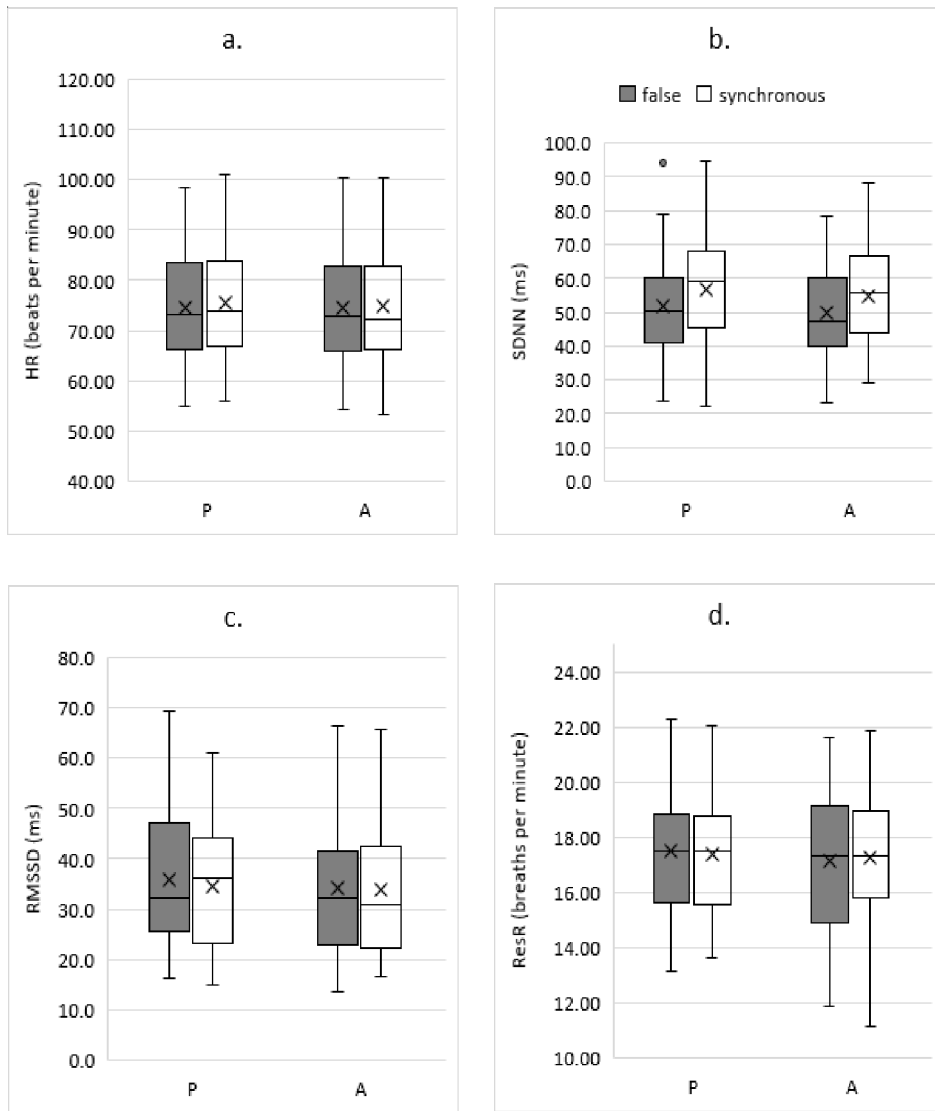 a.
120.00
110.00
100.00
90.00
80.00
70.00
60.00
50.00
40.00
HR (beats per minute)
P A
b.
false synchronous
100.0
90.0
80.0
70.0
60.0
50.0
40.0
30.0
20.0
10.0
0.0
SDNN (ms)
P A
c.
80.0
70.0
60.0
50.0
40.0
30.0
20.0
10.0
0.0
RMSSD (ms)
P A
d.
24.00
22.00
20.00
18.00
16.00
14.00
12.00
10.00
ResR (breaths per minute)
P A